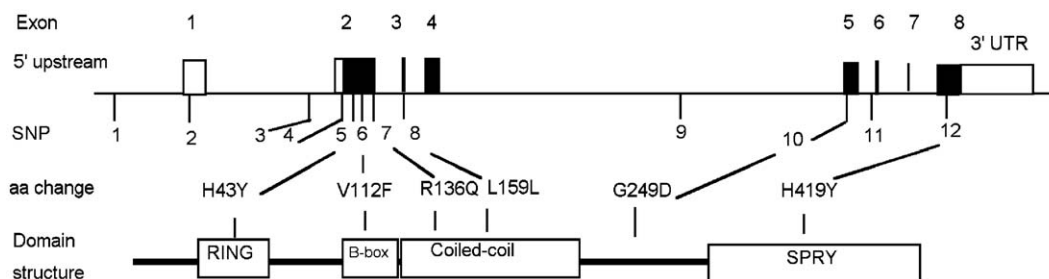 Exon 1 2 3 4 5 6 7 8
5' upstream 3' UTR
SNP 1 2 3 4 5 6 7 8 9 10 11 12
aa change H43Y V112F R136Q L159L G249D H419Y
Domain structure RING B-box Coiled-coil SPRY